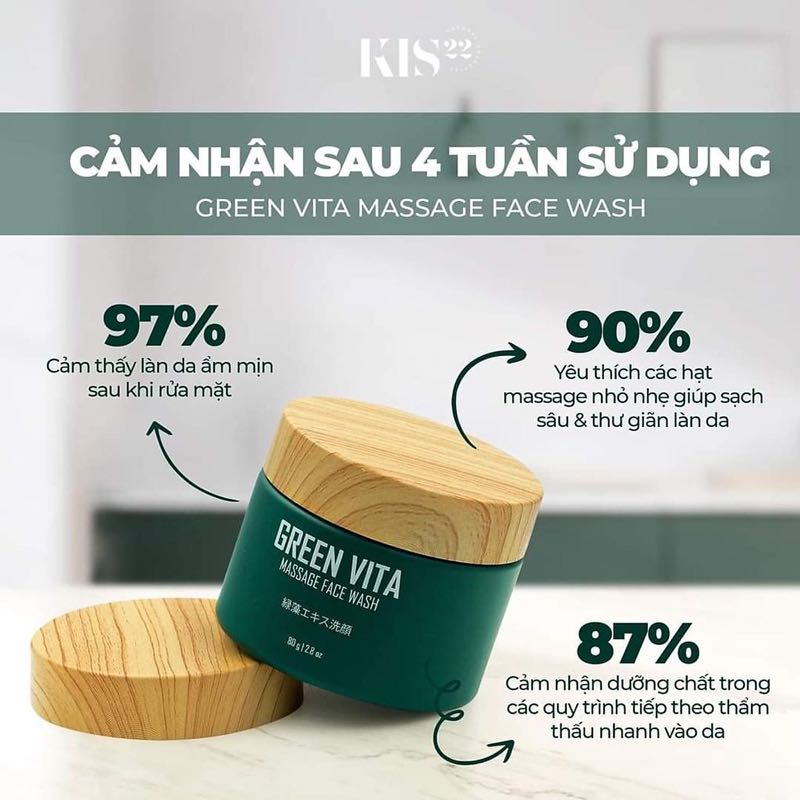 KIS22
CẢM NHẬN SAU 4 TUẦN SỬ DỤNG
GREEN VITA MASSAGE FACE WASH
97%
Cảm thấy làn da ẩm mịn
sau khi rửa mặt
90%
Yêu thích các hạt
massage nhỏ nhẹ giúp sạch
sâu & thư giãn làn da
GREEN VITA
MASSAGE FACE WASH
緑藻エキス洗顔
80g | 2.8 oz
87%
Cảm nhận dưỡng chất trong
các quy trình tiếp theo thẩm
thấu nhanh vào da